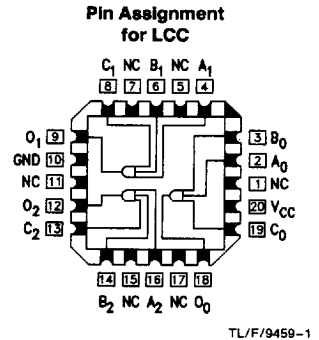 Pin Assignment
for LCC
C1 NC B1 NC A1
8 7 6 5 4
O1 9
GND 10
NC 11
O2 12
C2 13
3 B0
2 A0
1 NC
20 VCC
19 C0
14 15 16 17 18
B2 NC A2 NC O0
TL/F/9459-1